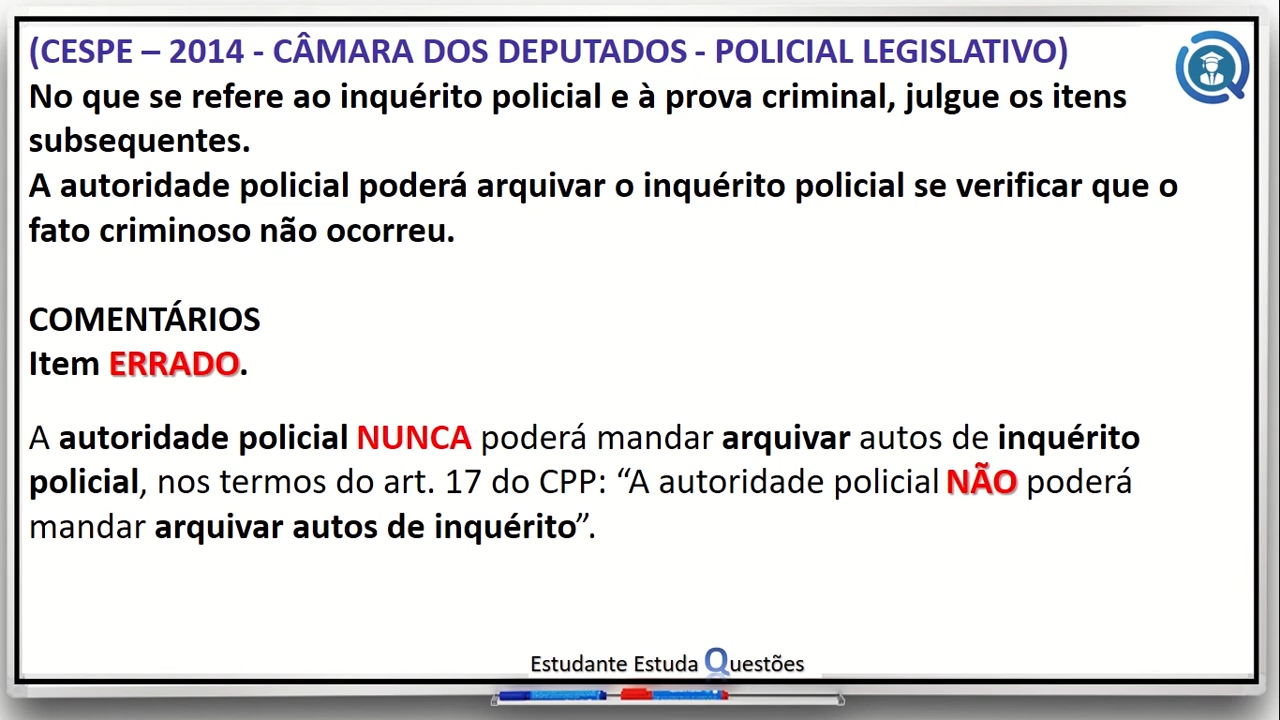 (CESPE – 2014 - CÂMARA DOS DEPUTADOS - POLICIAL LEGISLATIVO)
No que se refere ao inquérito policial e à prova criminal, julgue os itens
subsequentes.
A autoridade policial poderá arquivar o inquérito policial se verificar que o
fato criminoso não ocorreu.
COMENTÁRIOS
Item ERRADO.
A autoridade policial NUNCA poderá mandar arquivar autos de inquérito
policial, nos termos do art. 17 do CPP: “A autoridade policial NÃO poderá
mandar arquivar autos de inquérito”.
Estudante Estuda Questões